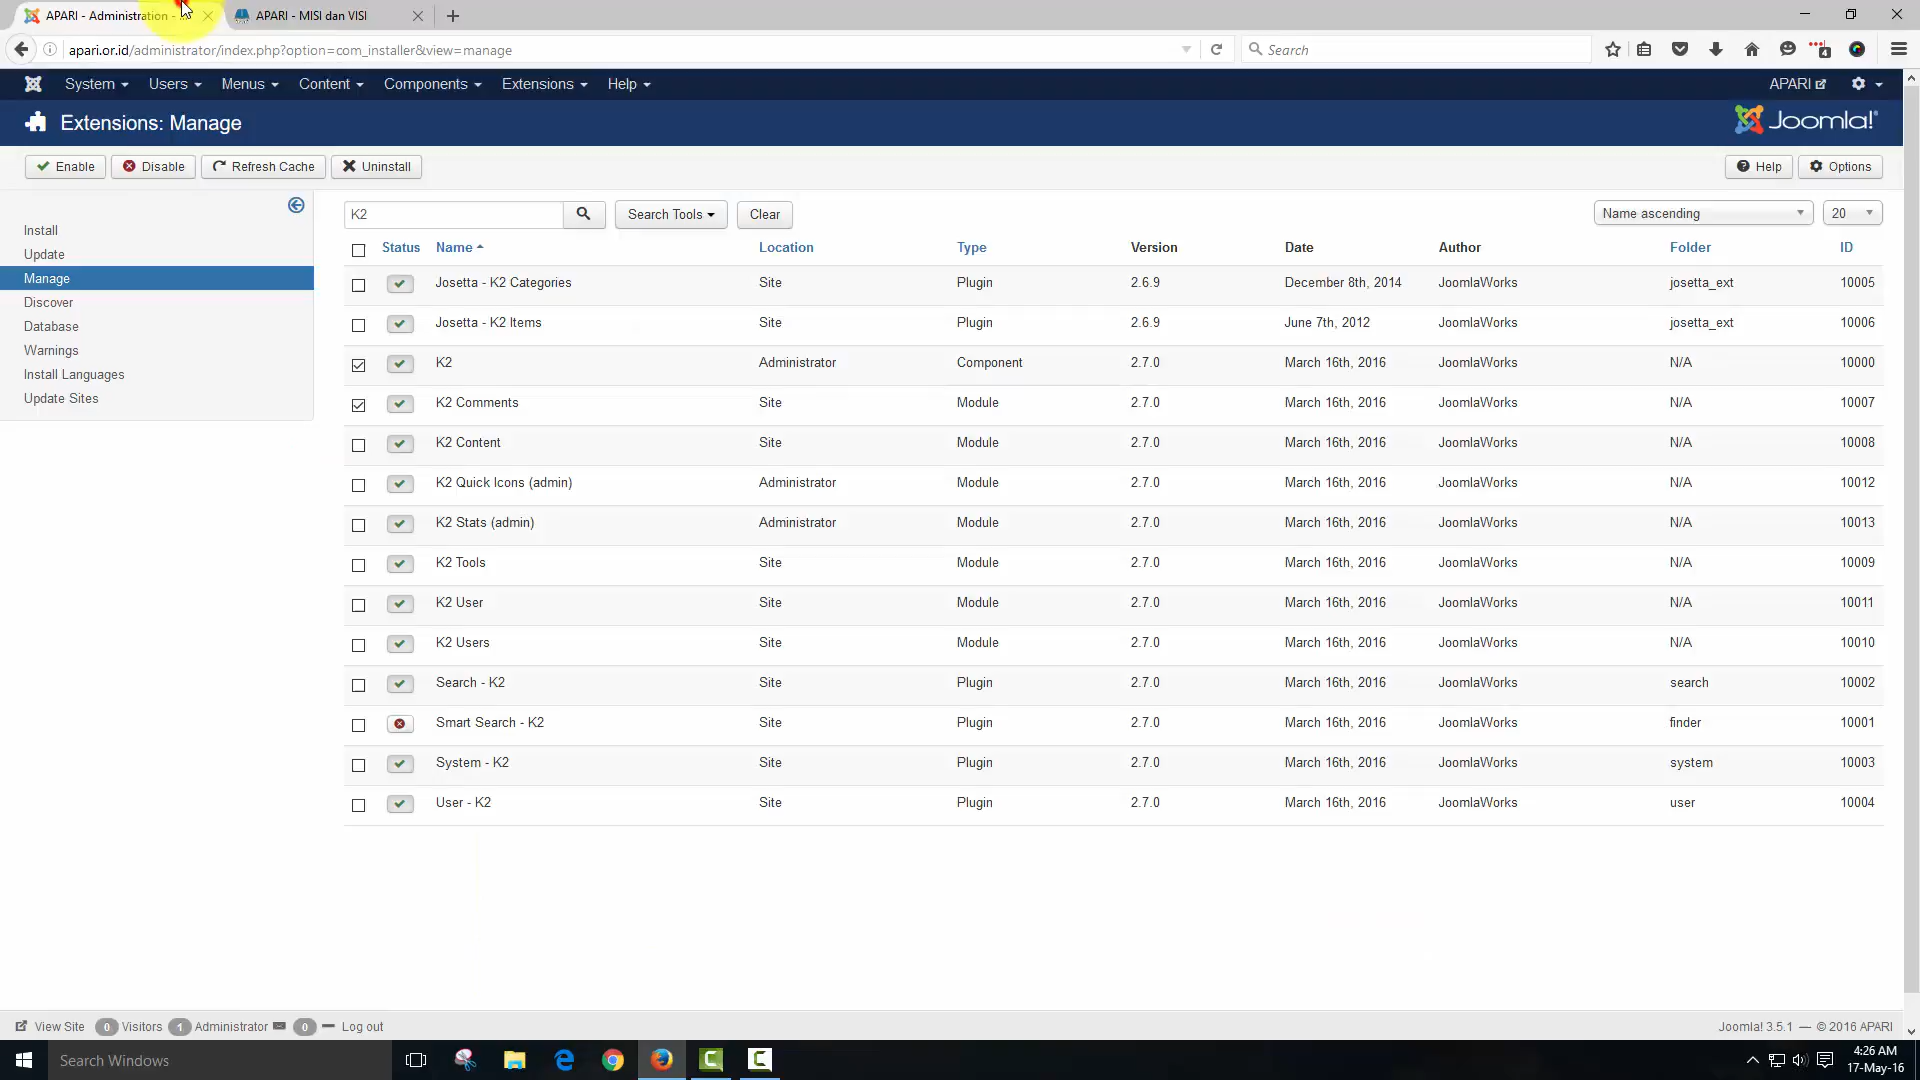 APARI - Administration -
APARI - MISI dan VISI
apari.or.id/administrator/index.php?option=com_installer&view=manage
Search
4
System Users Menus Content Components Extensions Help
APARI
Extensions: Manage
Joomla!®
Enable Disable Refresh Cache Uninstall
Help Options
Install
Update
Manage
Discover
Database
Warnings
Install Languages
Update Sites
K2 Search Tools Clear
Name ascending 20
Status Name Location Type Version Date Author Folder ID
Josetta - K2 Categories Site Plugin 2.6.9 December 8th, 2014 JoomlaWorks josetta_ext 10005
Josetta - K2 Items Site Plugin 2.6.9 June 7th, 2012 JoomlaWorks josetta_ext 10006
K2 Administrator Component 2.7.0 March 16th, 2016 JoomlaWorks N/A 10000
K2 Comments Site Module 2.7.0 March 16th, 2016 JoomlaWorks N/A 10007
K2 Content Site Module 2.7.0 March 16th, 2016 JoomlaWorks N/A 10008
K2 Quick Icons (admin) Administrator Module 2.7.0 March 16th, 2016 JoomlaWorks N/A 10012
K2 Stats (admin) Administrator Module 2.7.0 March 16th, 2016 JoomlaWorks N/A 10013
K2 Tools Site Module 2.7.0 March 16th, 2016 JoomlaWorks N/A 10009
K2 User Site Module 2.7.0 March 16th, 2016 JoomlaWorks N/A 10011
K2 Users Site Module 2.7.0 March 16th, 2016 JoomlaWorks N/A 10010
Search - K2 Site Plugin 2.7.0 March 16th, 2016 JoomlaWorks search 10002
Smart Search - K2 Site Plugin 2.7.0 March 16th, 2016 JoomlaWorks finder 10001
System - K2 Site Plugin 2.7.0 March 16th, 2016 JoomlaWorks system 10003
User - K2 Site Plugin 2.7.0 March 16th, 2016 JoomlaWorks user 10004
View Site 0 Visitors 1 Administrator 0 Log out
Joomla! 3.5.1 — © 2016 APARI
Search Windows
4:26 AM
17-May-16